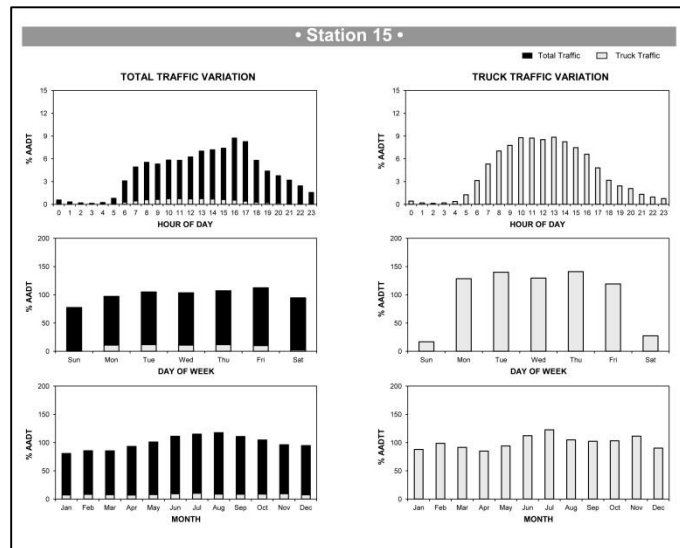 • Station 15 •
Total Traffic Truck Traffic
TOTAL TRAFFIC VARIATION
15
12
9
6
3
0
% AADT
0 1 2 3 4 5 6 7 8 9 10 11 12 13 14 15 16 17 18 19 20 21 22 23
HOUR OF DAY
TRUCK TRAFFIC VARIATION
15
12
9
6
3
0
% AADTT
0 1 2 3 4 5 6 7 8 9 10 11 12 13 14 15 16 17 18 19 20 21 22 23
HOUR OF DAY
200
150
100
50
0
% AADT
Sun Mon Tue Wed Thu Fri Sat
DAY OF WEEK
200
150
100
50
0
% AADTT
Sun Mon Tue Wed Thu Fri Sat
DAY OF WEEK
200
150
100
50
0
% AADT
Jan Feb Mar Apr May Jun Jul Aug Sep Oct Nov Dec
MONTH
200
150
100
50
0
% AADTT
Jan Feb Mar Apr May Jun Jul Aug Sep Oct Nov Dec
MONTH